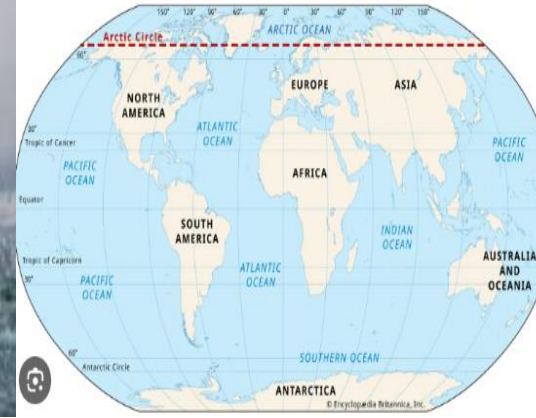 150° 120° 90° 60° 30° 0° 30° 60° 90° 120° 150°
ARCTIC OCEAN
Arctic Circle
60°
EUROPE
ASIA
NORTH
AMERICA
ATLANTIC
OCEAN
30°
Tropic of Cancer
PACIFIC
OCEAN
PACIFIC
OCEAN
AFRICA
Equator
SOUTH
AMERICA
INDIAN
OCEAN
AUSTRALIA
AND
OCEANIA
Tropic of Capricorn
30°
PACIFIC
OCEAN
ATLANTIC
OCEAN
60°
SOUTHERN OCEAN
Antarctic Circle
ANTARCTICA
© Encyclopædia Britannica, Inc.